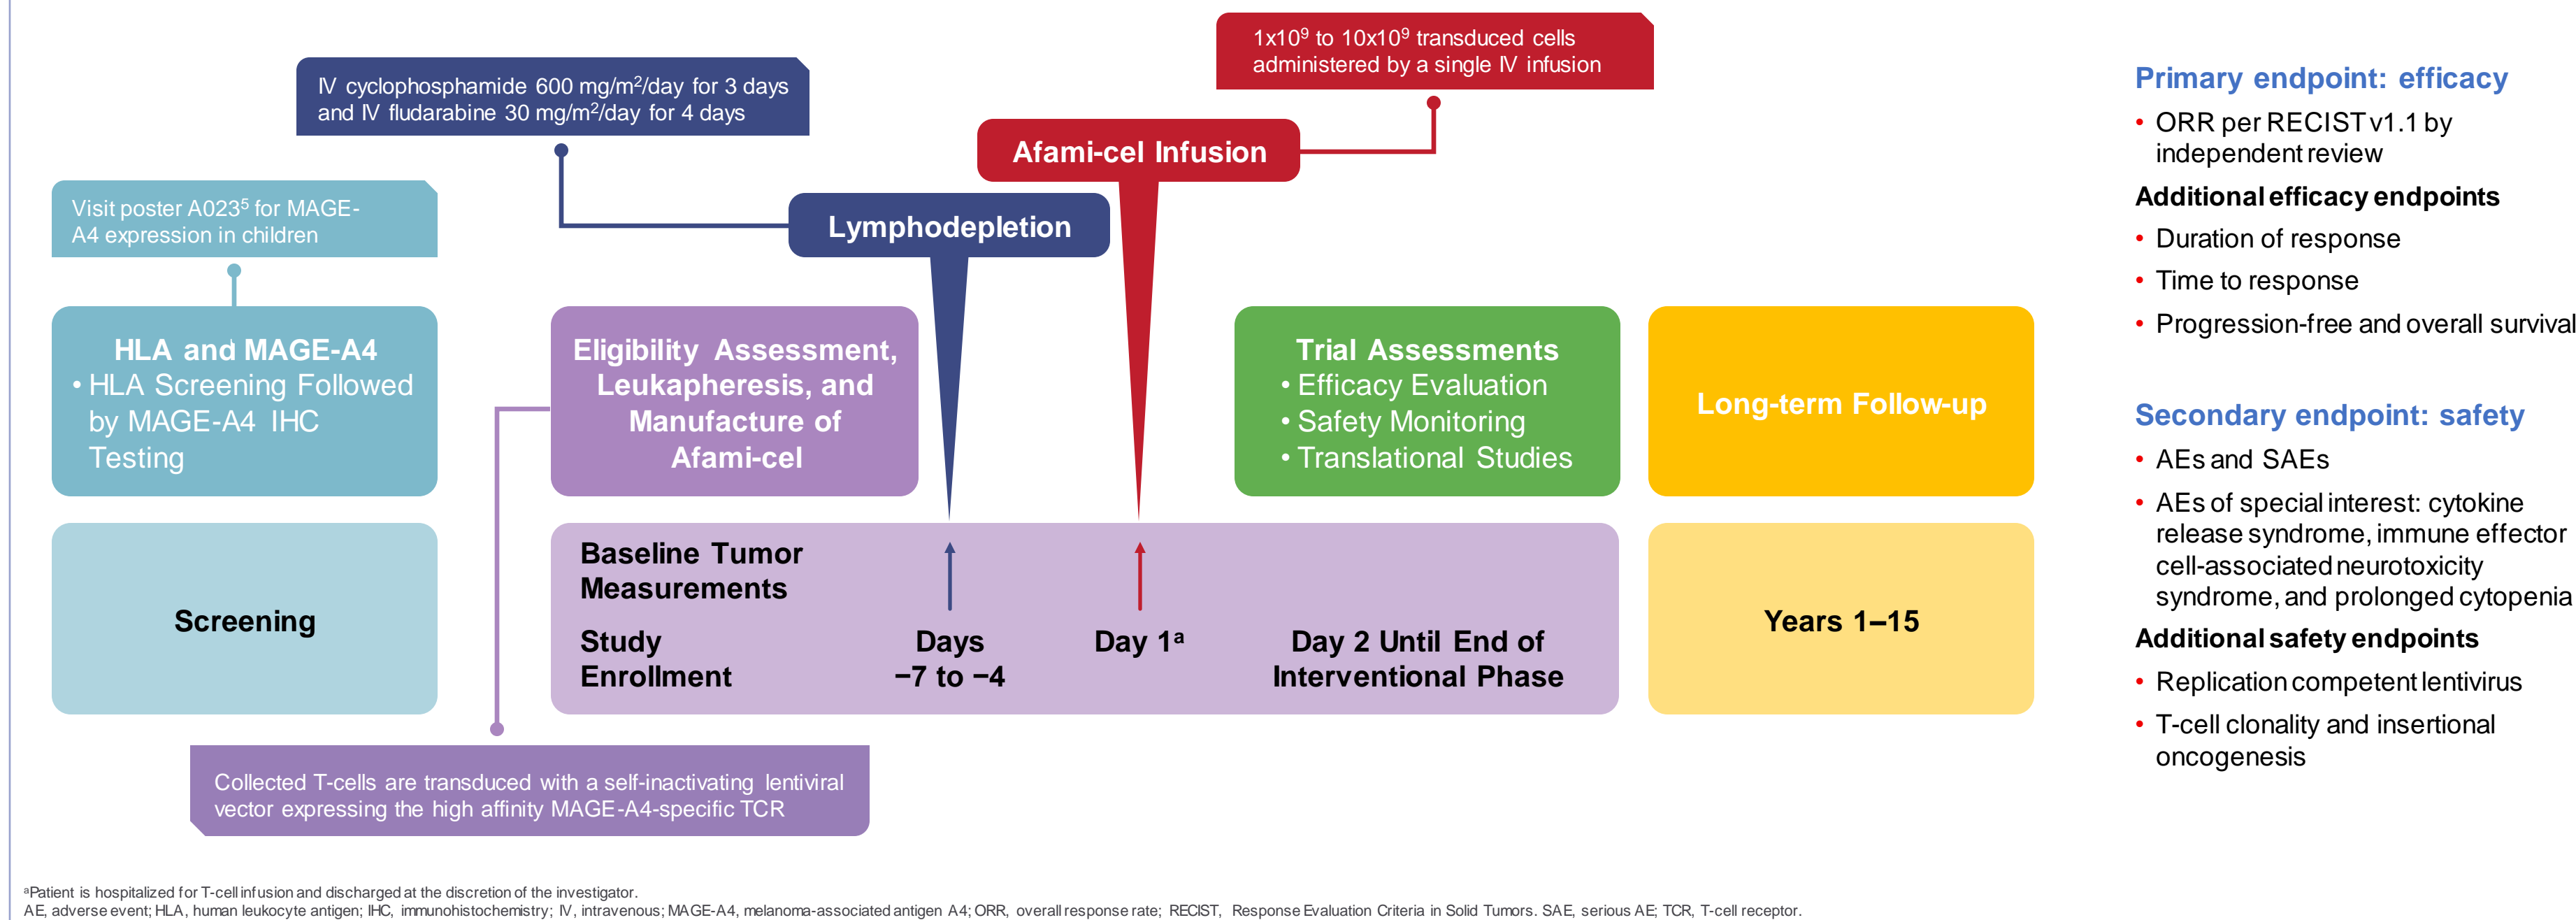 1x10⁹ to 10x10⁹ transduced cells
administered by a single IV infusion
IV cyclophosphamide 600 mg/m²/day for 3 days
and IV fludarabine 30 mg/m²/day for 4 days
Afami-cel Infusion
Visit poster A023⁵ for MAGE-
A4 expression in children
Lymphodepletion
HLA and MAGE-A4
• HLA Screening Followed
by MAGE-A4 IHC
Testing
Eligibility Assessment,
Leukapheresis, and
Manufacture of
Afami-cel
Trial Assessments
• Efficacy Evaluation
• Safety Monitoring
• Translational Studies
Long-term Follow-up
Screening
Baseline Tumor
Measurements
Study
Enrollment
Days
−7 to −4
Day 1ᵃ
Day 2 Until End of
Interventional Phase
Years 1–15
Collected T-cells are transduced with a self-inactivating lentiviral
vector expressing the high affinity MAGE-A4-specific TCR
Primary endpoint: efficacy
• ORR per RECIST v1.1 by
independent review
Additional efficacy endpoints
• Duration of response
• Time to response
• Progression-free and overall survival
Secondary endpoint: safety
• AEs and SAEs
• AEs of special interest: cytokine
release syndrome, immune effector
cell-associated neurotoxicity
syndrome, and prolonged cytopenia
Additional safety endpoints
• Replication competent lentivirus
• T-cell clonality and insertional
oncogenesis
ᵃPatient is hospitalized for T-cell infusion and discharged at the discretion of the investigator.
AE, adverse event; HLA, human leukocyte antigen; IHC, immunohistochemistry; IV, intravenous; MAGE-A4, melanoma-associated antigen A4; ORR, overall response rate; RECIST, Response Evaluation Criteria in Solid Tumors. SAE, serious AE; TCR, T-cell receptor.